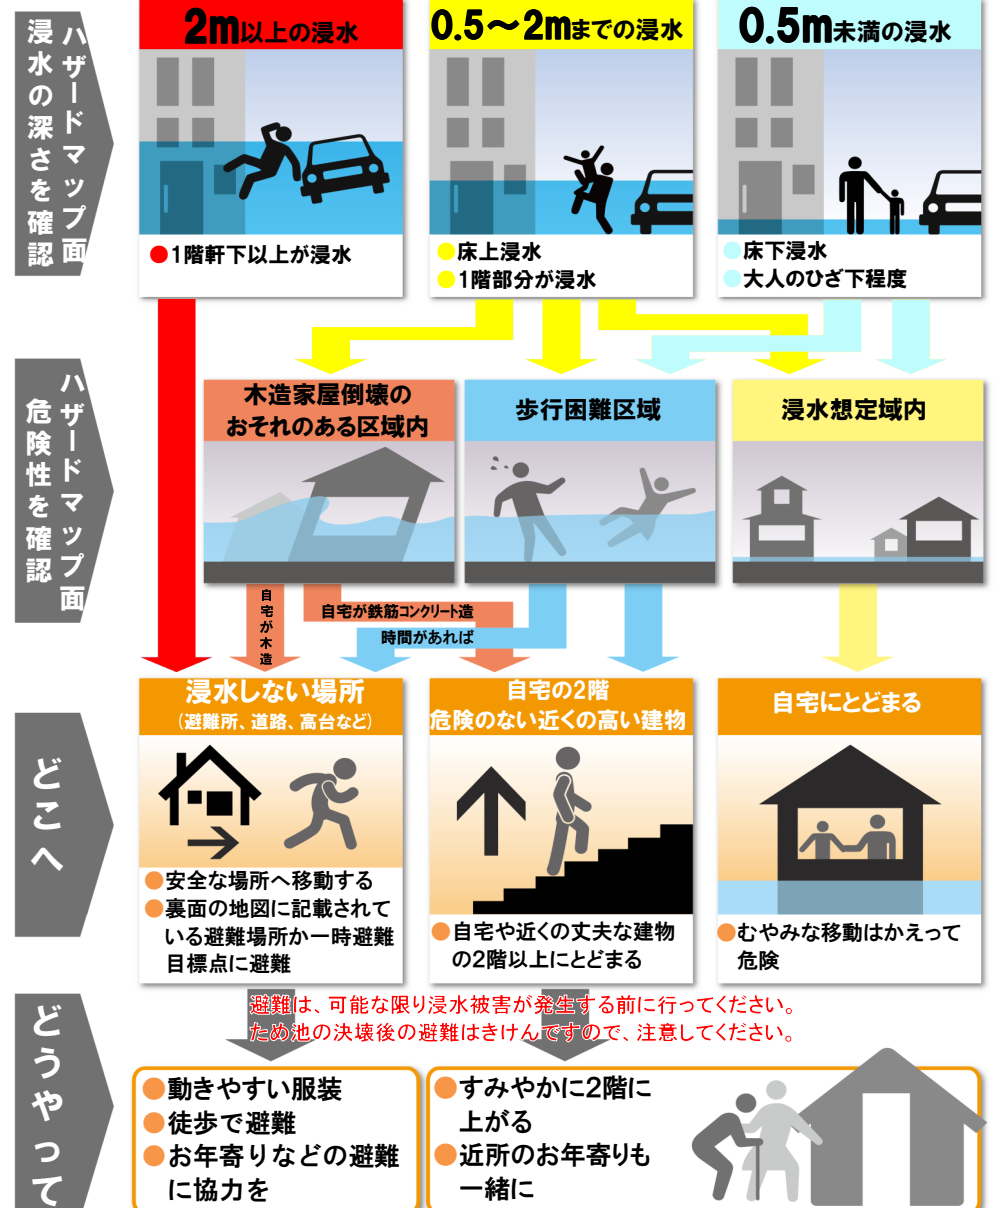 ハザードマップ面
浸水の深さを確認
2m以上の浸水
●1階軒下以上が浸水
0.5～2mまでの浸水
●床上浸水
●1階部分が浸水
0.5m未満の浸水
●床下浸水
●大人のひざ下程度
ハザードマップ面
危険性を確認
木造家屋倒壊の
おそれのある区域内
歩行困難区域
浸水想定域内
自宅が木造
自宅が鉄筋コンクリート造
時間があれば
どこへ
浸水しない場所
（避難所、道路、高台など）
●安全な場所へ移動する
●裏面の地図に記載されて
いる避難場所か一時避難
目標点に避難
自宅の2階
危険のない近くの高い建物
●自宅や近くの丈夫な建物
の2階以上にとどまる
自宅にとどまる
●むやみな移動はかえって
危険
避難は、可能な限り浸水被害が発生する前に行ってください。
ため池の決壊後の避難はきけんですので、注意してください。
どうやって
●動きやすい服装
●徒歩で避難
●お年寄りなどの避難
に協力を
●すみやかに2階に
上がる
●近所のお年寄りも
一緒に